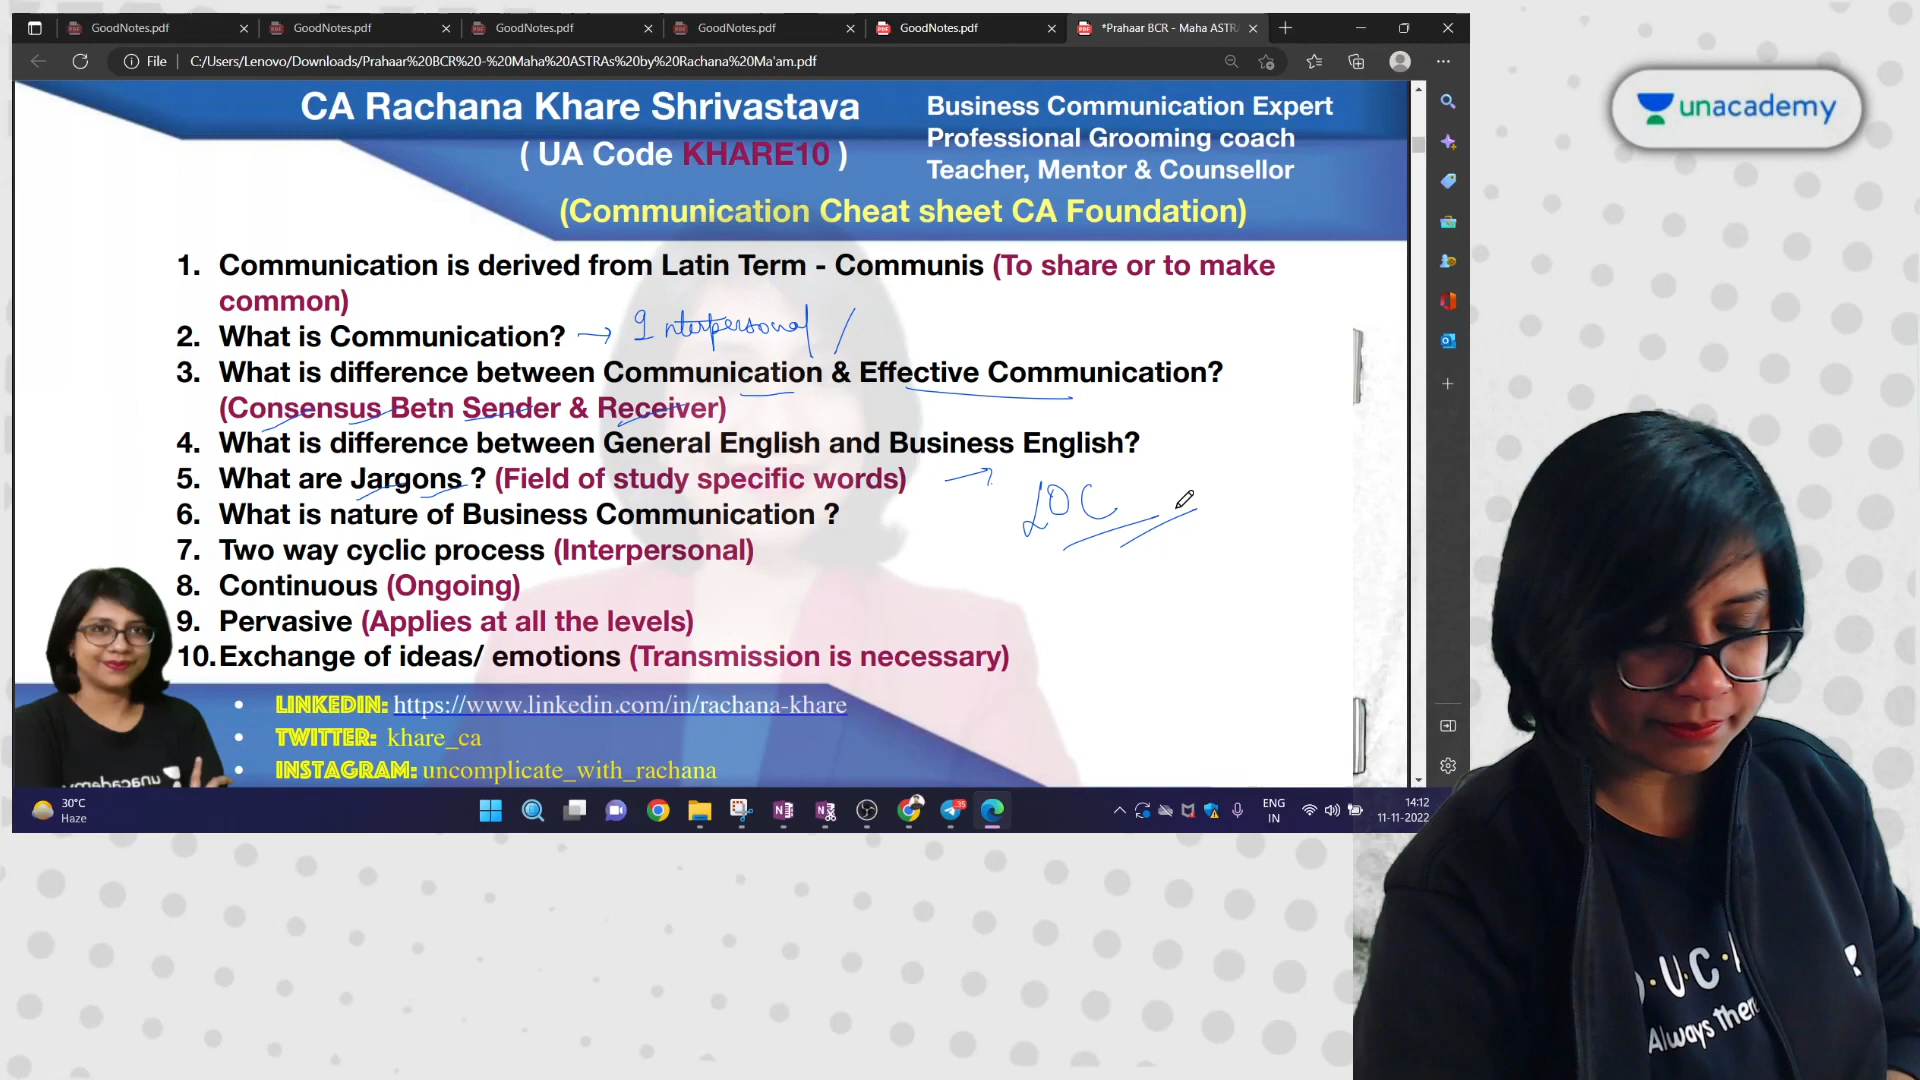 GoodNotes.pdf
GoodNotes.pdf
GoodNotes.pdf
GoodNotes.pdf
GoodNotes.pdf
*Prahaar BCR - Maha ASTR
File
C:/Users/Lenovo/Downloads/Prahaar%20BCR%20-%20Maha%20ASTRAs%20by%20Rachana%20Ma'am.pdf
unacademy
CA Rachana Khare Shrivastava
( UA Code KHARE10 )
Business Communication Expert
Professional Grooming coach
Teacher, Mentor & Counsellor
(Communication Cheat sheet CA Foundation)
1. Communication is derived from Latin Term - Communis (To share or to make
common)
2. What is Communication? → Interpersonal /
3. What is difference between Communication & Effective Communication?
(Consensus Betn Sender & Receiver)
4. What is difference between General English and Business English?
5. What are Jargons ? (Field of study specific words) →
LOC
6. What is nature of Business Communication ?
7. Two way cyclic process (Interpersonal)
8. Continuous (Ongoing)
9. Pervasive (Applies at all the levels)
10. Exchange of ideas/ emotions (Transmission is necessary)
• LINKEDIN: https://www.linkedin.com/in/rachana-khare
• TWITTER: khare_ca
• INSTAGRAM: uncomplicate_with_rachana
unacademy
30°C
Haze
35
ENG
IN
14:12
11-11-2022
Always There